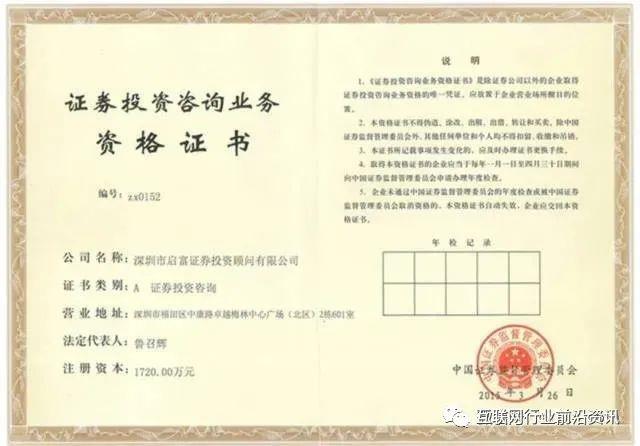 证券投资咨询业务
资格证书
编号：zx0152
公司名称：深圳市启富证券投资顾问有限公司
证书类别：A 证券投资咨询
营业地址：深圳市福田区中康路卓越梅林中心广场（北区）2栋601室
法定代表人：鲁召辉
注册资本：1720.00万元
说 明
1.《证券投资咨询业务资格证书》是除证券公司以外的企业取得
证券投资咨询业务资格的唯一凭证，应放置于企业营业场所醒目的位
置。
2.本资格证书不得伪造、涂改、出租、出借、转让和买卖，除中国
证券监督管理委员会外，其他任何单位和个人均不得扣留、收缴和吊销。
3.本证书所记载事项发生变化的，应及时办理证书更换手续。
4.取得本资格证书的企业应当于每年一月一日至四月三十日期间
向中国证券监督管理委员会申请办理年度检查。
5.企业未通过中国证券监督管理委员会的年度检查或被中国证券
监督管理委员会取消资格的，本资格证书自动失效，企业应交回本资
格证书。
年检记录
中国证券监督管理委员会
中国证券监督管理委员会
2015年3月26日
互联网行业前沿资讯